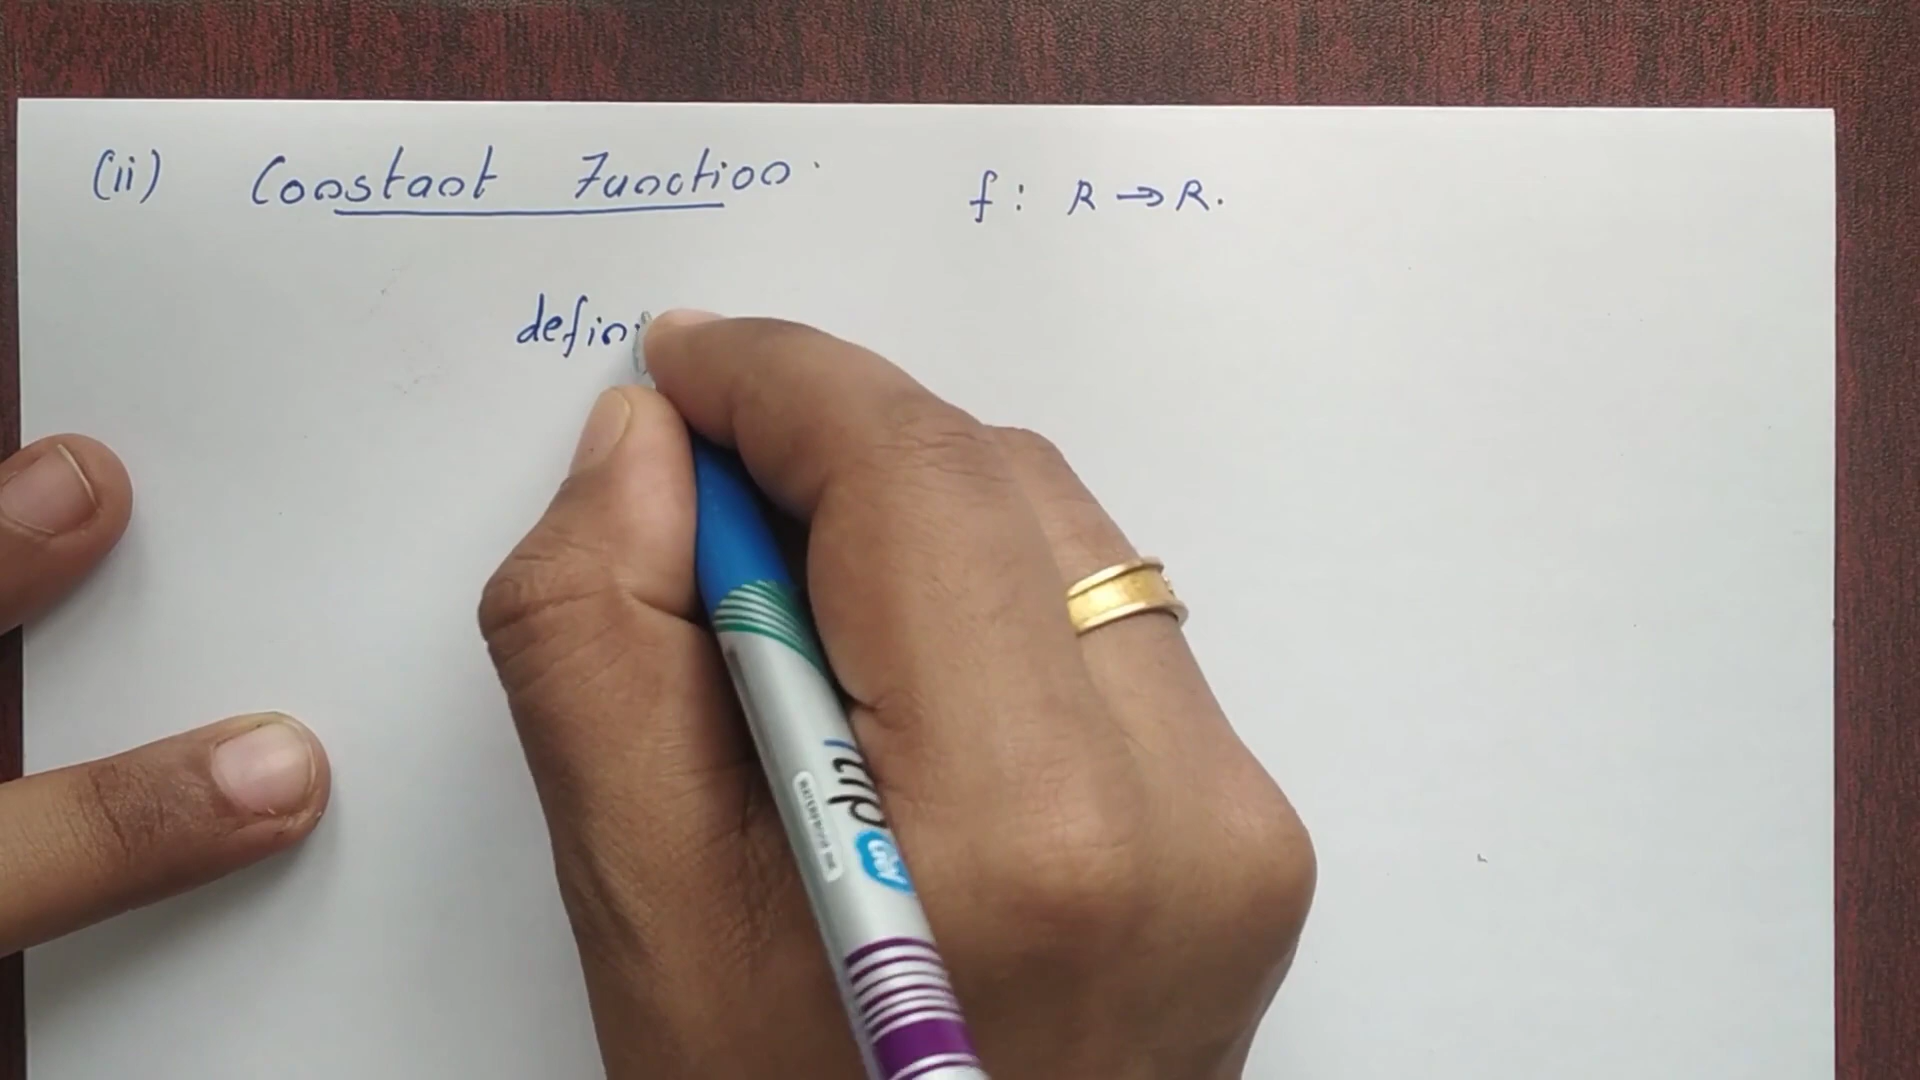 (ii) Constant Function. f: R → R.
defin